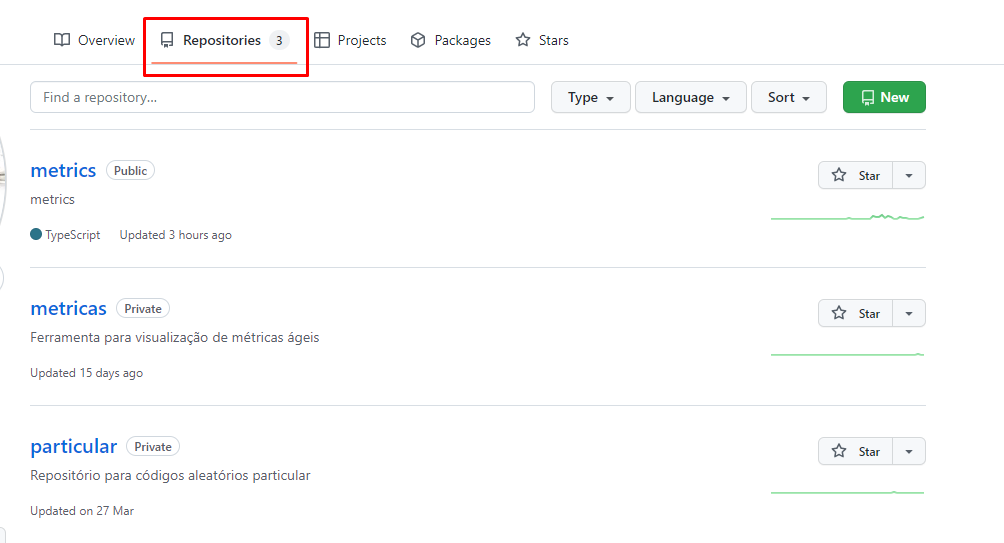 Overview Repositories 3 Projects Packages Stars
Find a repository... Type Language Sort New
metrics Public Star
metrics
TypeScript Updated 3 hours ago
metricas Private Star
Ferramenta para visualização de métricas ágeis
Updated 15 days ago
particular Private Star
Repositório para códigos aleatórios particular
Updated on 27 Mar